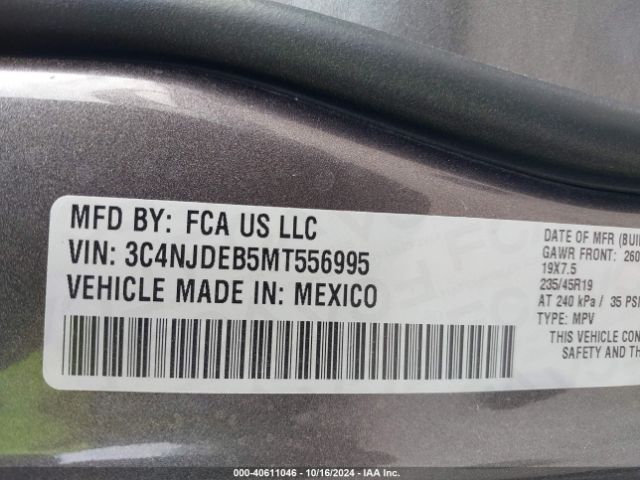 MFD BY: FCA US LLC
VIN: 3C4NJDEB5MT556995
VEHICLE MADE IN: MEXICO
DATE OF MFR (BUI
GAWR FRONT: 260
19X7.5
235/45R19
AT 240 kPa / 35 PSI
TYPE: MPV
THIS VEHICLE CON
SAFETY AND TH
000-40611046 / 10/16/2024 / IAA Inc.